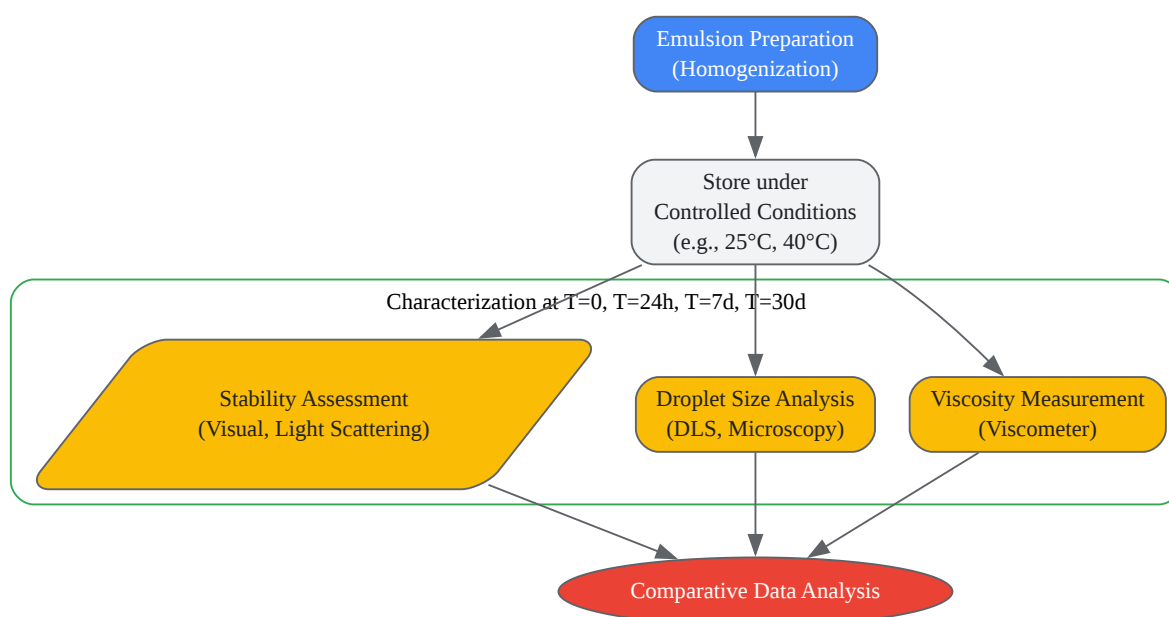 Emulsion Preparation
(Homogenization)
Store under
Controlled Conditions
(e.g., 25°C, 40°C)
Characterization at T=0, T=24h, T=7d, T=30d
Stability Assessment
(Visual, Light Scattering)
Droplet Size Analysis
(DLS, Microscopy)
Viscosity Measurement
(Viscometer)
Comparative Data Analysis